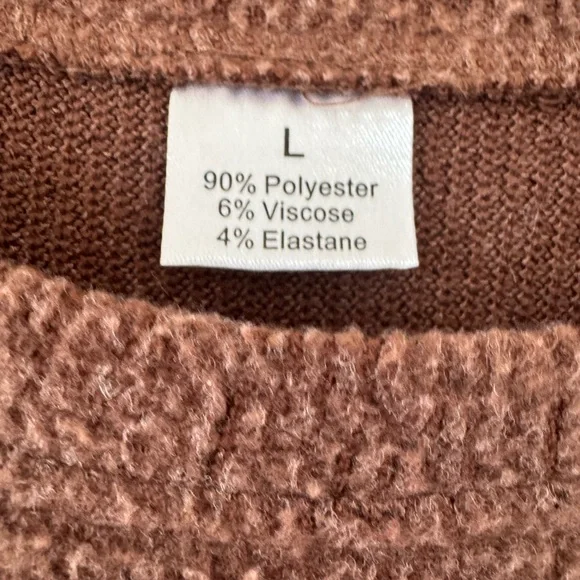 L
90% Polyester
6% Viscose
4% Elastane